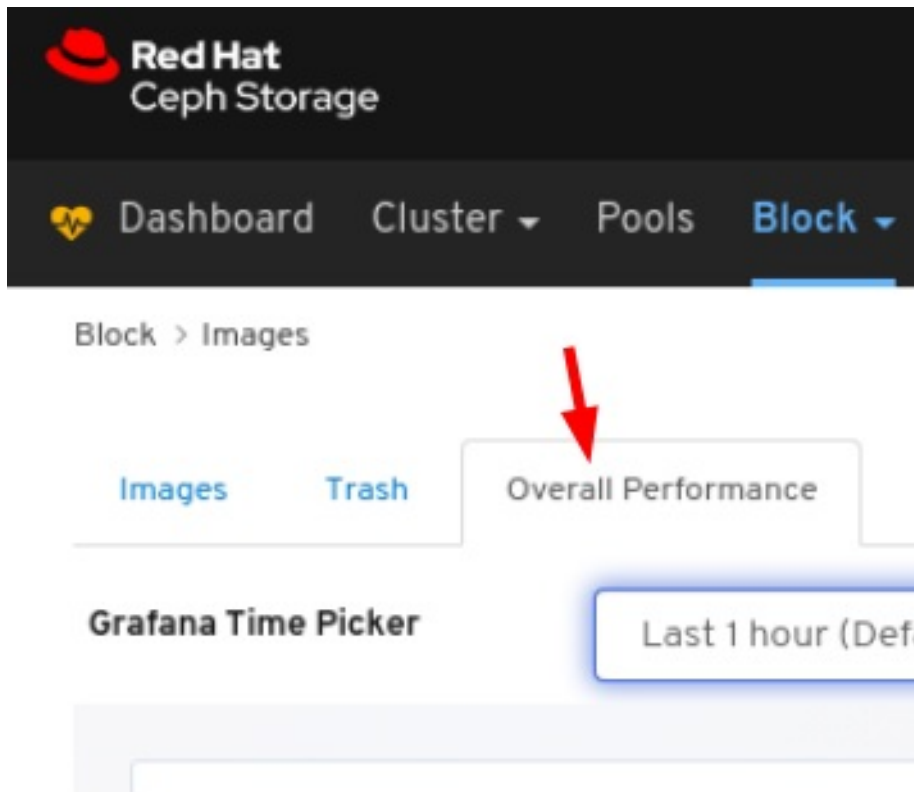 Red Hat
Ceph Storage
Dashboard Cluster Pools Block
Block > Images
Images Trash Overall Performance
Grafana Time Picker Last 1 hour (Defa